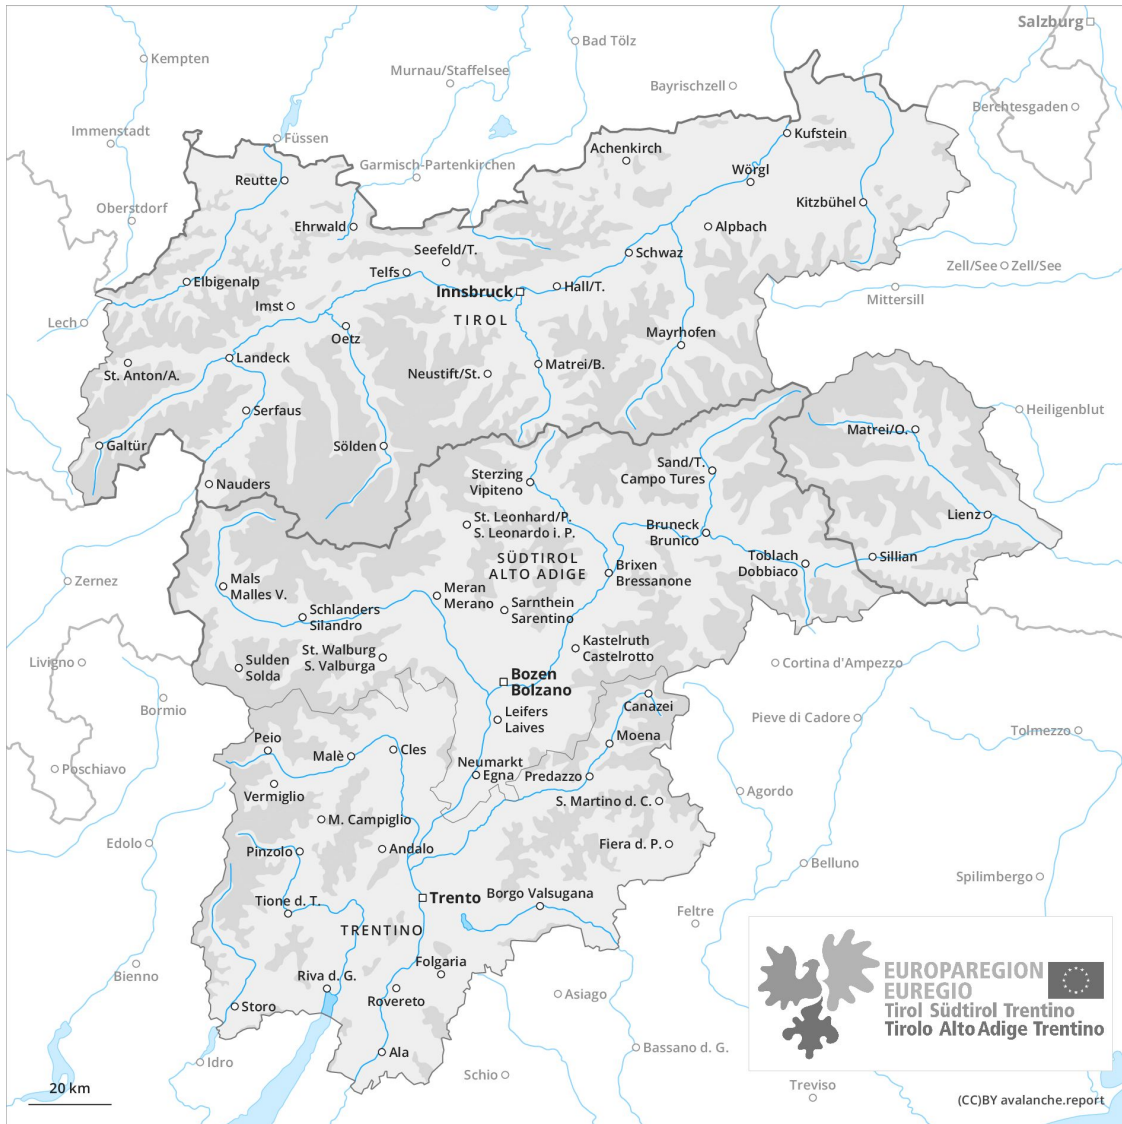 Salzburg
Bad Tölz
Kempten
Murnau/Staffelsee
Bayrischzell
Berchtesgaden
Immenstadt
Füssen
Kufstein
Achenkirch
Garmisch-Partenkirchen
Wörgl
Reutte
Kitzbühel
Oberstdorf
Ehrwald
Alpbach
Seefeld/T.
Schwaz
Zell/See
Zell/See
Telfs
Elbigenalp
Hall/T.
Innsbruck
Mittersill
Imst
TIROL
Lech
Oetz
Mayrhofen
Landeck
Matrei/B.
St. Anton/A.
Neustift/St.
Serfaus
Heiligenblut
Matrei/O.
Galtür
Sölden
Sand/T.
Campo Tures
Sterzing
Vipiteno
Nauders
St. Leonhard/P.
S. Leonardo i. P.
Lienz
Bruneck
Brunico
SÜDTIROL
ALTO ADIGE
Toblach
Dobbiaco
Sillian
Brixen
Bressanone
Zernez
Mals
Malles V.
Meran
Merano
Sarnthein
Sarentino
Schlanders
Silandro
Kastelruth
Castelrotto
St. Walburg
S. Valburga
Livigno
Sulden
Solda
Cortina d'Ampezzo
Bozen
Bolzano
Bormio
Canazei
Leifers
Laives
Pieve di Cadore
Tolmezzo
Moena
Peio
Malè
Cles
Neumarkt
Egna
Predazzo
Poschiavo
Vermiglio
Agordo
S. Martino d. C.
M. Campiglio
Edolo
Pinzolo
Andalo
Fiera d. P.
Belluno
Spilimbergo
Tione d. T.
Trento
Borgo Valsugana
Feltre
TRENTINO
Folgaria
Bienno
Riva d. G.
Rovereto
Asiago
Storo
EUROPAREGION
EUREGIO
Tirol Südtirol Trentino
Tirolo Alto Adige Trentino
Ala
Idro
Bassano d. G.
Schio
Treviso
20 km
(CC)BY avalanche.report